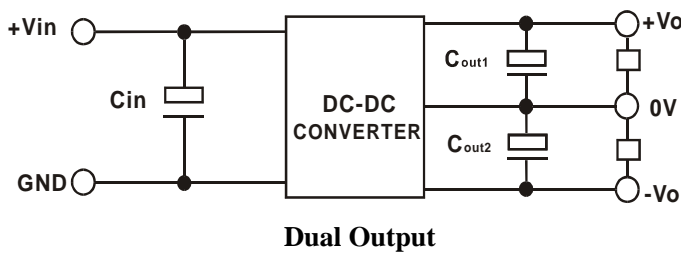 +Vin
Cin
GND
DC-DC
CONVERTER
Cout1
Cout2
+Vo
0V
-Vo
Dual Output